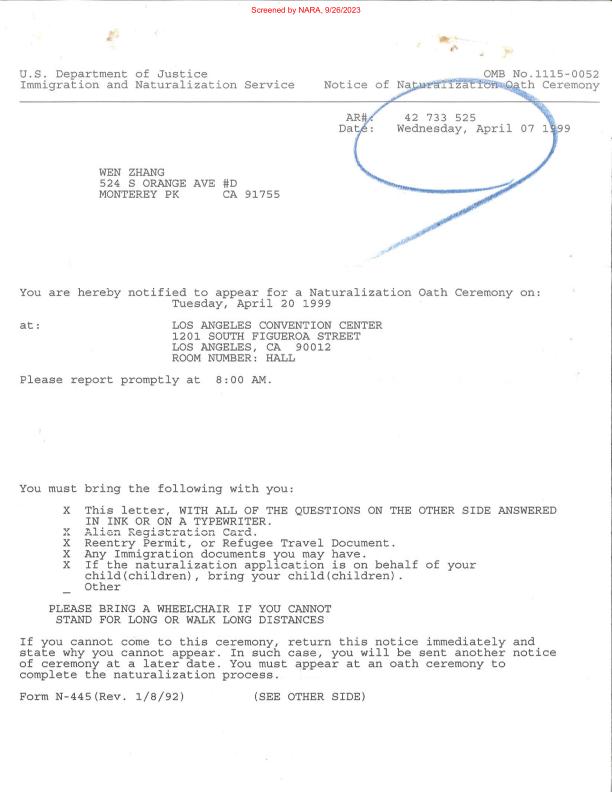 Screened by NARA, 9/26/2023
U.S. Department of Justice OMB No.1115-0052
Immigration and Naturalization Service Notice of Naturalization Oath Ceremony
AR#: 42 733 525
Date: Wednesday, April 07 1999
WEN ZHANG
524 S ORANGE AVE #D
MONTEREY PK CA 91755
You are hereby notified to appear for a Naturalization Oath Ceremony on:
Tuesday, April 20 1999
at: LOS ANGELES CONVENTION CENTER
1201 SOUTH FIGUEROA STREET
LOS ANGELES, CA 90012
ROOM NUMBER: HALL
Please report promptly at 8:00 AM.
You must bring the following with you:
X This letter, WITH ALL OF THE QUESTIONS ON THE OTHER SIDE ANSWERED
IN INK OR ON A TYPEWRITER.
X Alien Registration Card.
X Reentry Permit, or Refugee Travel Document.
X Any Immigration documents you may have.
X If the naturalization application is on behalf of your
child(children), bring your child(children).
_ Other
PLEASE BRING A WHEELCHAIR IF YOU CANNOT
STAND FOR LONG OR WALK LONG DISTANCES
If you cannot come to this ceremony, return this notice immediately and
state why you cannot appear. In such case, you will be sent another notice
of ceremony at a later date. You must appear at an oath ceremony to
complete the naturalization process.
Form N-445(Rev. 1/8/92) (SEE OTHER SIDE)